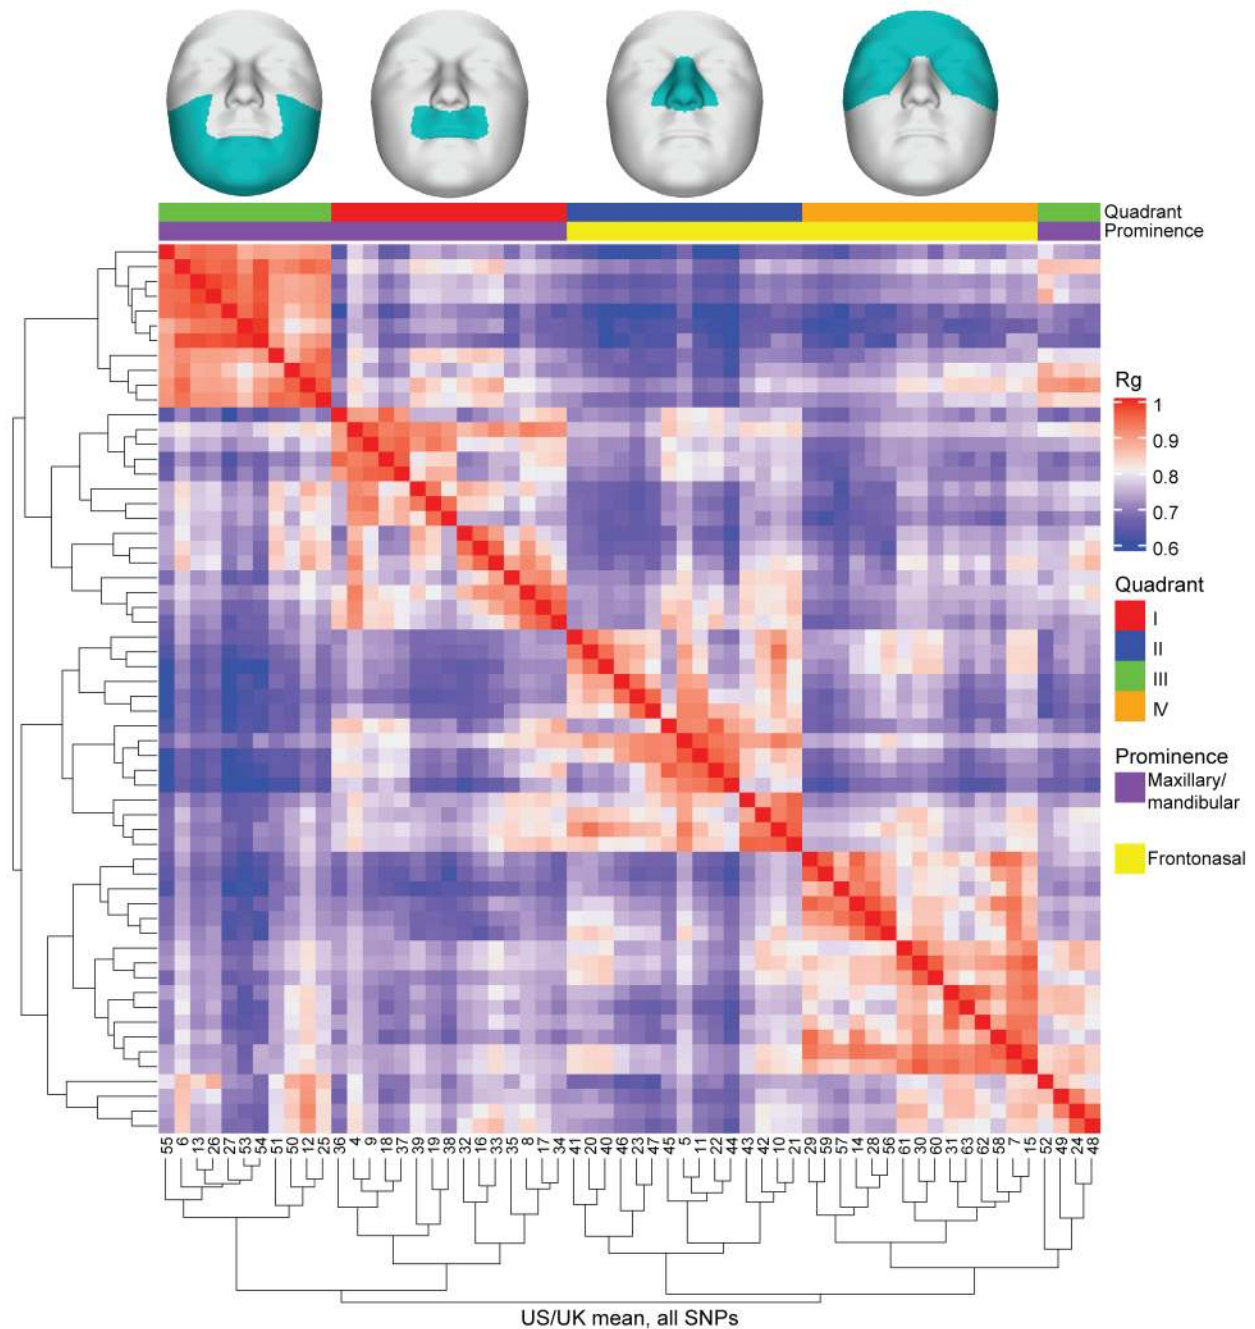 Quadrant
Prominence
Rg
1
0.9
0.8
0.7
0.6
Quadrant
I
II
III
IV
Prominence
Maxillary/
mandibular
Frontonasal
55 6 13 26 27 53 54 51 50 12 25 36 4 9 18 37 39 19 38 32 16 33 35 8 17 34 41 20 40 46 23 47 45 5 11 22 44 43 42 10 21 29 59 57 14 28 56 61 30 60 31 63 62 58 7 15 52 49 24 48
US/UK mean, all SNPs